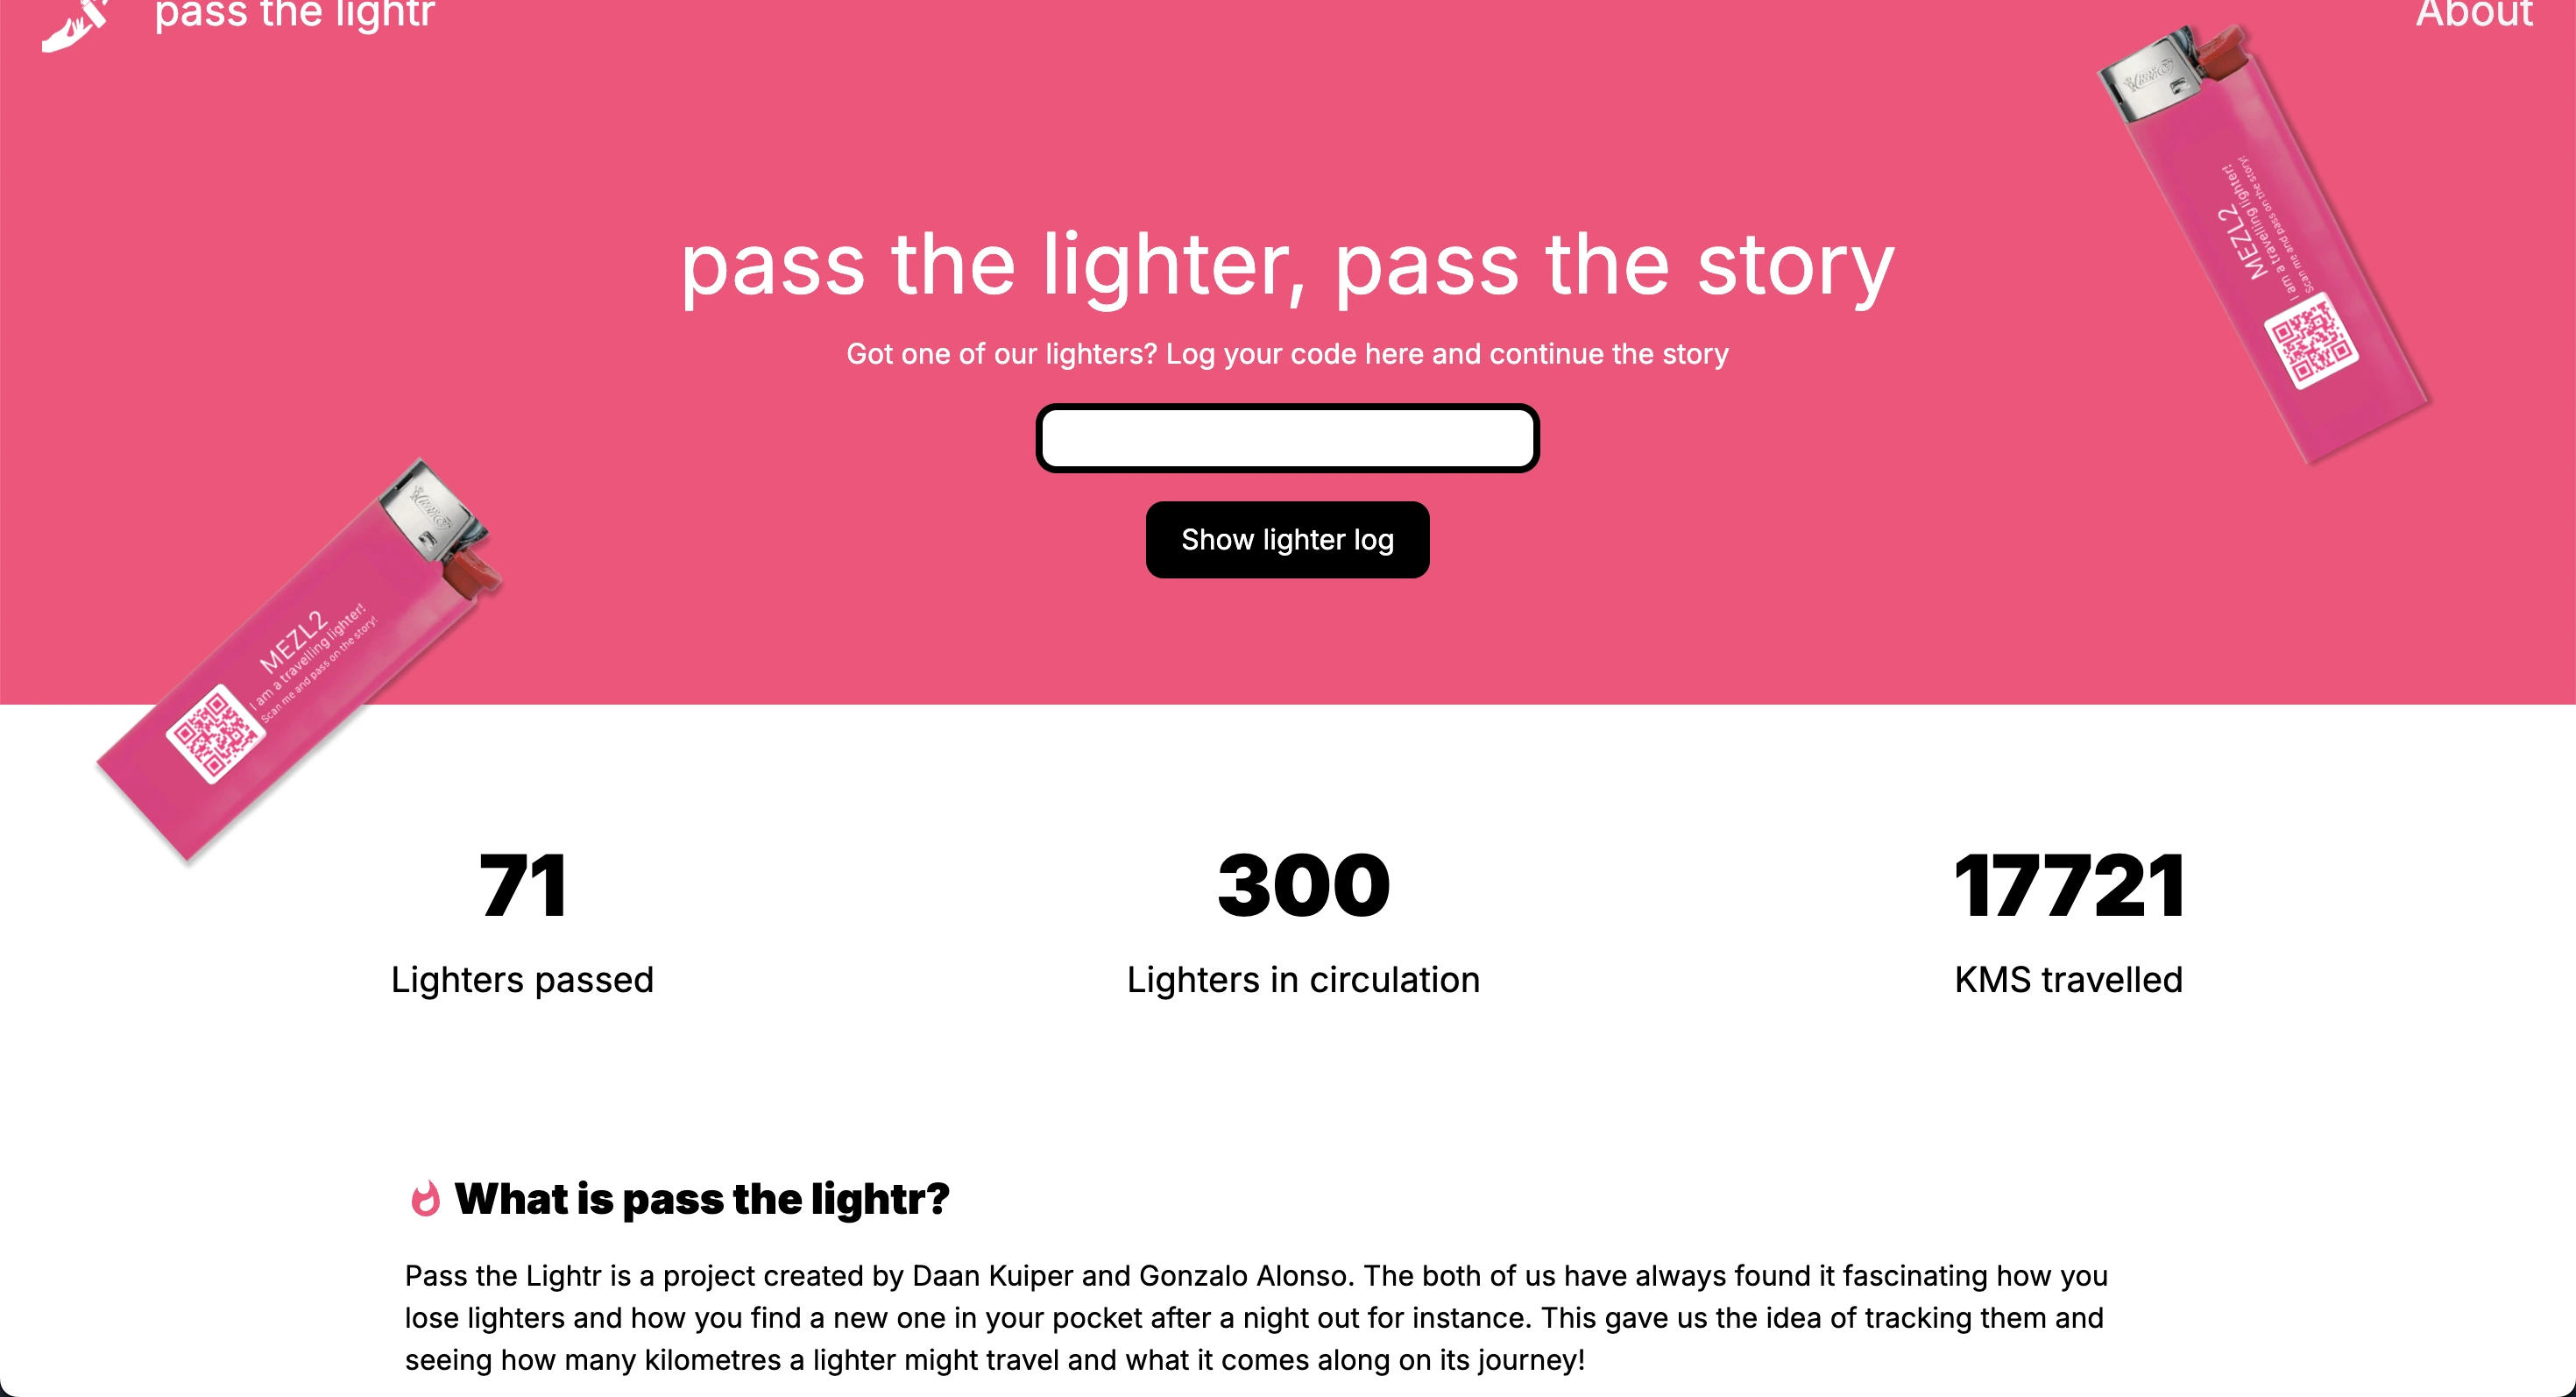 pass the lightr
About
pass the lighter, pass the story
Got one of our lighters? Log your code here and continue the story
Show lighter log
MEZL2
I am a travelling lighter!
Scan me and pass on the story!
MEZL2
I am a travelling lighter!
Scan me and pass on the story!
71
300
17721
Lighters passed
Lighters in circulation
KMS travelled
What is pass the lightr?
Pass the Lightr is a project created by Daan Kuiper and Gonzalo Alonso. The both of us have always found it fascinating how you
lose lighters and how you find a new one in your pocket after a night out for instance. This gave us the idea of tracking them and
seeing how many kilometres a lighter might travel and what it comes along on its journey!